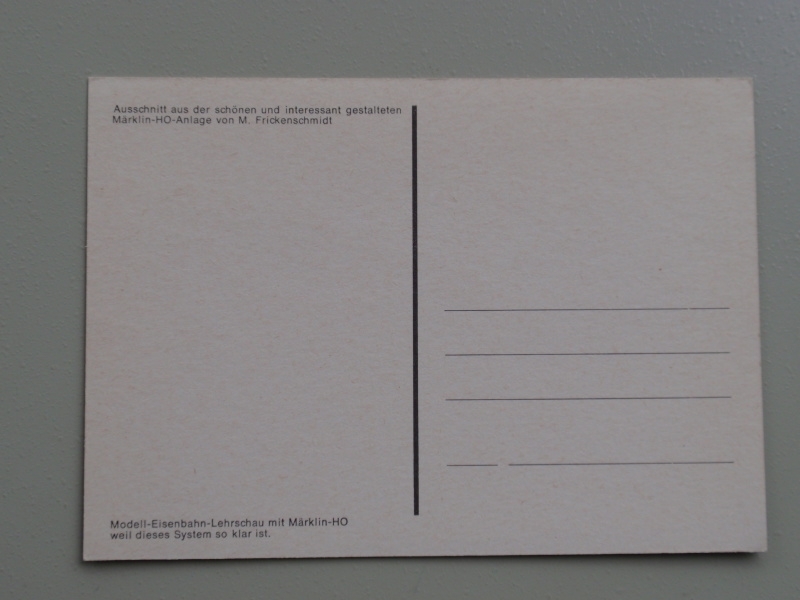 Ausschnitt aus der schönen und interessant gestalteten
Märklin-HO-Anlage von M. Frickenschmidt
Modell-Eisenbahn-Lehrschau mit Märklin-HO
weil dieses System so klar ist.